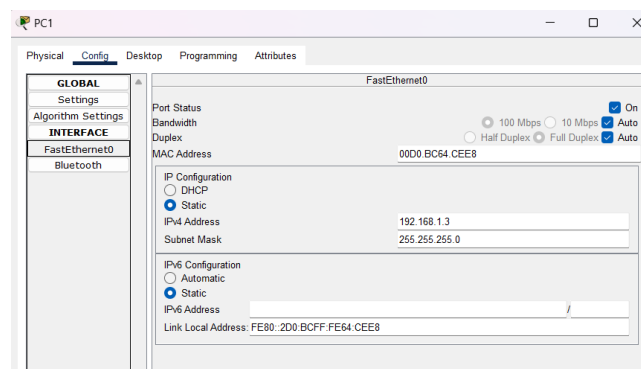 PC1
Physical Config Desktop Programming Attributes
GLOBAL
Settings
Algorithm Settings
INTERFACE
FastEthernet0
Bluetooth
FastEthernet0
Port Status On
Bandwidth 100 Mbps 10 Mbps Auto
Duplex Half Duplex Full Duplex Auto
MAC Address 00D0.BC64.CEE8
IP Configuration
DHCP
Static
IPv4 Address 192.168.1.3
Subnet Mask 255.255.255.0
IPv6 Configuration
Automatic
Static
IPv6 Address /
Link Local Address: FE80::2D0:BCFF:FE64:CEE8